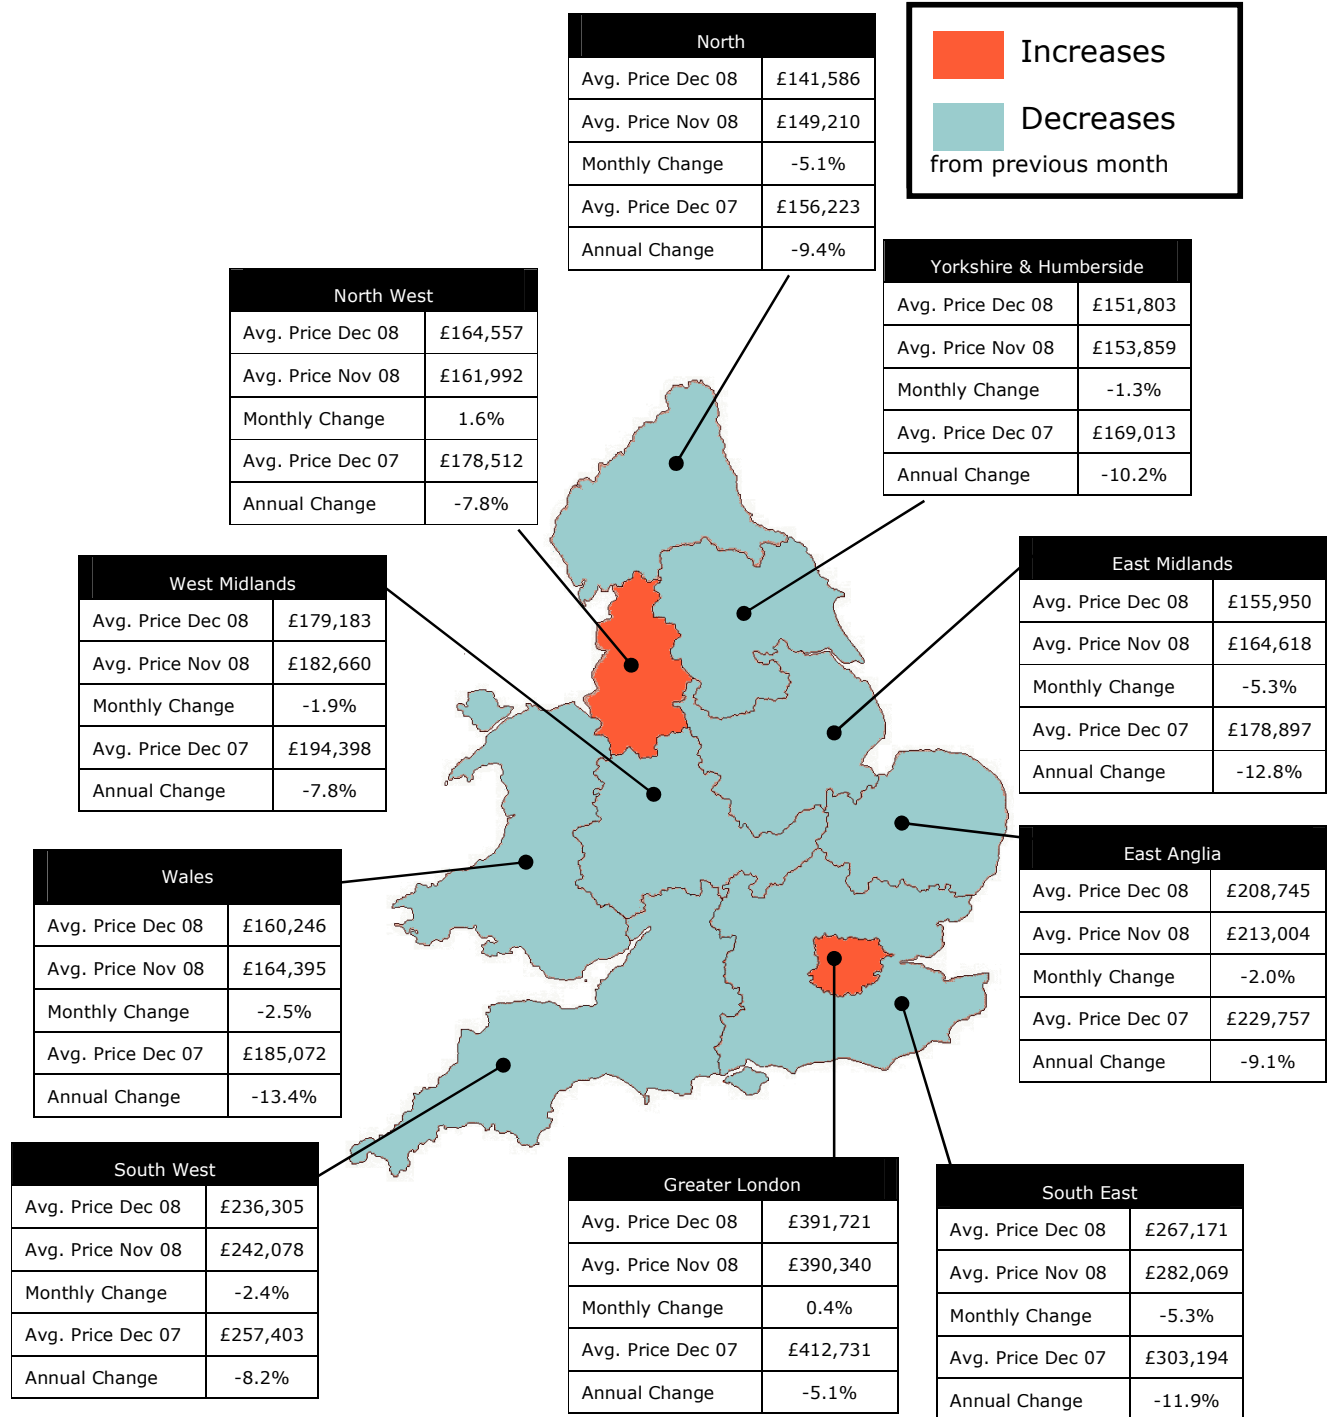 North
Avg. Price Dec 08 £141,586
Avg. Price Nov 08 £149,210
Monthly Change -5.1%
Avg. Price Dec 07 £156,223
Annual Change -9.4%
Increases
Decreases
from previous month
Yorkshire & Humberside
Avg. Price Dec 08 £151,803
Avg. Price Nov 08 £153,859
Monthly Change -1.3%
Avg. Price Dec 07 £169,013
Annual Change -10.2%
North West
Avg. Price Dec 08 £164,557
Avg. Price Nov 08 £161,992
Monthly Change 1.6%
Avg. Price Dec 07 £178,512
Annual Change -7.8%
West Midlands
Avg. Price Dec 08 £179,183
Avg. Price Nov 08 £182,660
Monthly Change -1.9%
Avg. Price Dec 07 £194,398
Annual Change -7.8%
East Midlands
Avg. Price Dec 08 £155,950
Avg. Price Nov 08 £164,618
Monthly Change -5.3%
Avg. Price Dec 07 £178,897
Annual Change -12.8%
Wales
Avg. Price Dec 08 £160,246
Avg. Price Nov 08 £164,395
Monthly Change -2.5%
Avg. Price Dec 07 £185,072
Annual Change -13.4%
East Anglia
Avg. Price Dec 08 £208,745
Avg. Price Nov 08 £213,004
Monthly Change -2.0%
Avg. Price Dec 07 £229,757
Annual Change -9.1%
South West
Avg. Price Dec 08 £236,305
Avg. Price Nov 08 £242,078
Monthly Change -2.4%
Avg. Price Dec 07 £257,403
Annual Change -8.2%
Greater London
Avg. Price Dec 08 £391,721
Avg. Price Nov 08 £390,340
Monthly Change 0.4%
Avg. Price Dec 07 £412,731
Annual Change -5.1%
South East
Avg. Price Dec 08 £267,171
Avg. Price Nov 08 £282,069
Monthly Change -5.3%
Avg. Price Dec 07 £303,194
Annual Change -11.9%